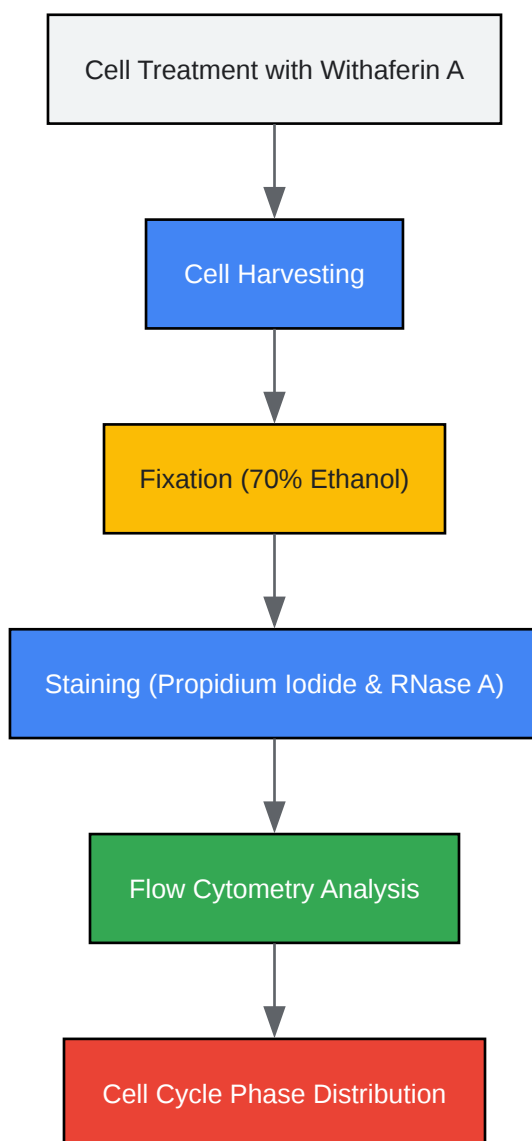 Cell Treatment with Withaferin A
Cell Harvesting
Fixation (70% Ethanol)
Staining (Propidium Iodide & RNase A)
Flow Cytometry Analysis
Cell Cycle Phase Distribution